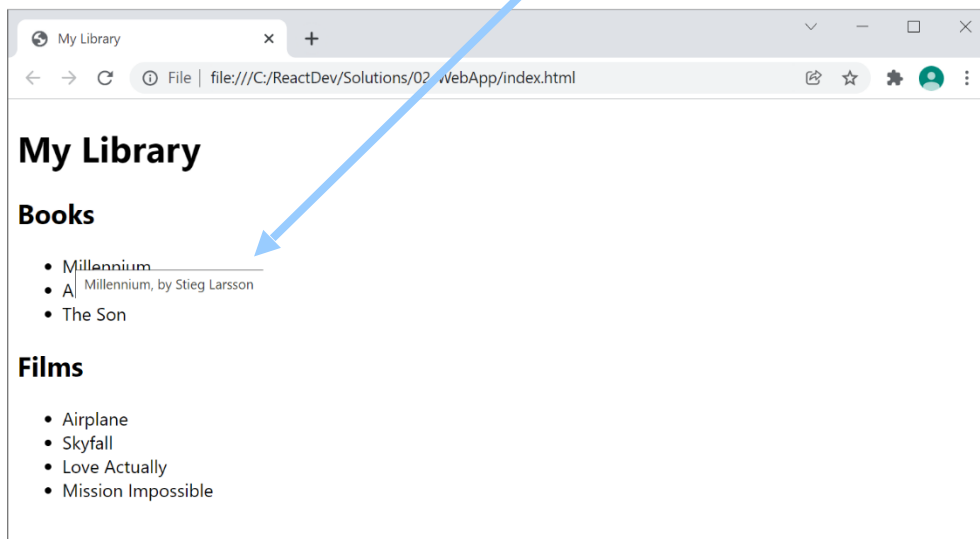 My Library
File | file:///C:/ReactDev/Solutions/02 WebApp/index.html
My Library
Books
Millennium
A
Millennium, by Stieg Larsson
The Son
Films
Airplane
Skyfall
Love Actually
Mission Impossible